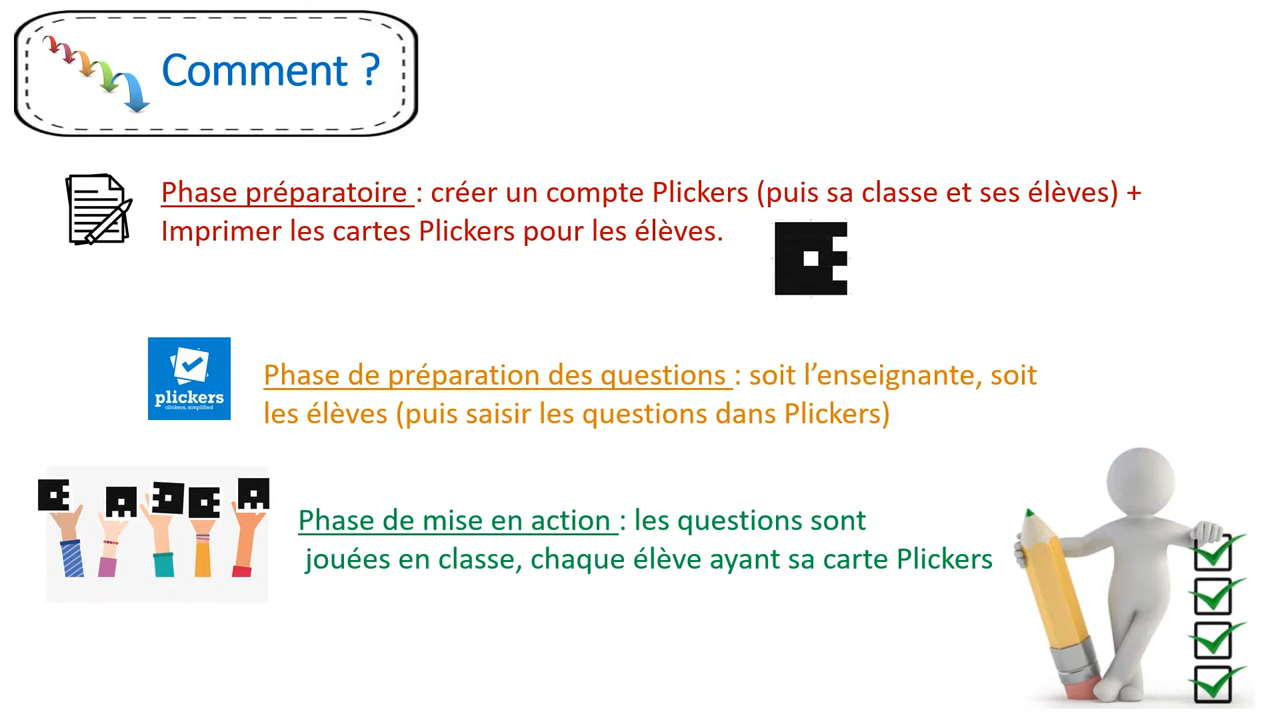 Comment ?
Phase préparatoire : créer un compte Plickers (puis sa classe et ses élèves) +
Imprimer les cartes Plickers pour les élèves.
plickers
clickers, simplified
Phase de préparation des questions : soit l’enseignante, soit
les élèves (puis saisir les questions dans Plickers)
Phase de mise en action : les questions sont
jouées en classe, chaque élève ayant sa carte Plickers